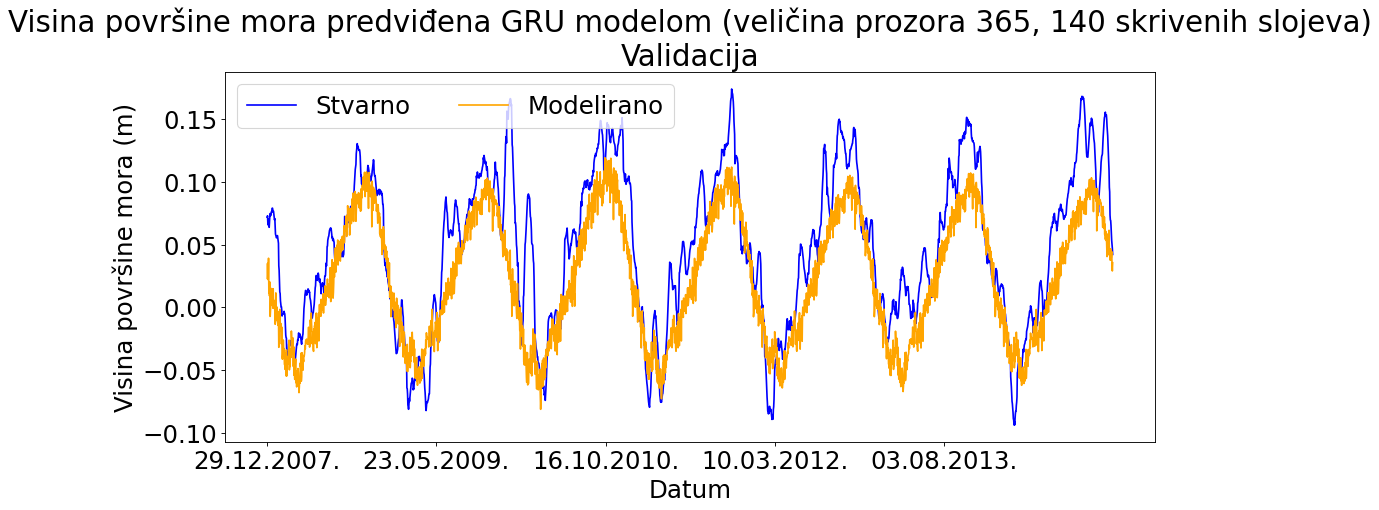 Visina površine mora predviđena GRU modelom (veličina prozora 365, 140 skrivenih slojeva)
Validacija
Stvarno
Modelirano
Visina površine mora (m)
0.15
0.10
0.05
0.00
−0.05
−0.10
29.12.2007.
23.05.2009.
16.10.2010.
10.03.2012.
03.08.2013.
Datum